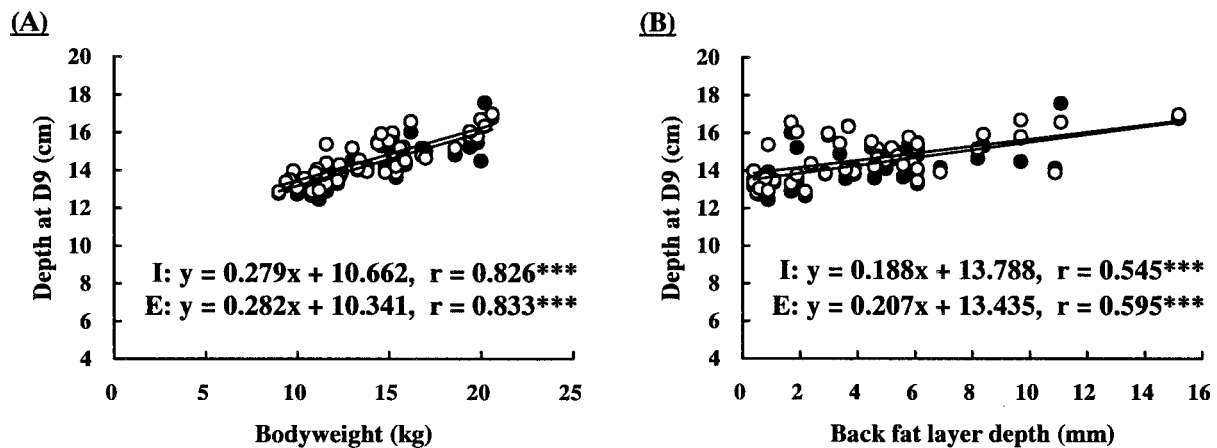 (A)
20
18
16
14
12
10
8
6
4
Depth at D9 (cm)
I: y = 0.279x + 10.662, r = 0.826***
E: y = 0.282x + 10.341, r = 0.833***
0 5 10 15 20 25
Bodyweight (kg)
(B)
20
18
16
14
12
10
8
6
4
Depth at D9 (cm)
I: y = 0.188x + 13.788, r = 0.545***
E: y = 0.207x + 13.435, r = 0.595***
0 2 4 6 8 10 12 14 16
Back fat layer depth (mm)